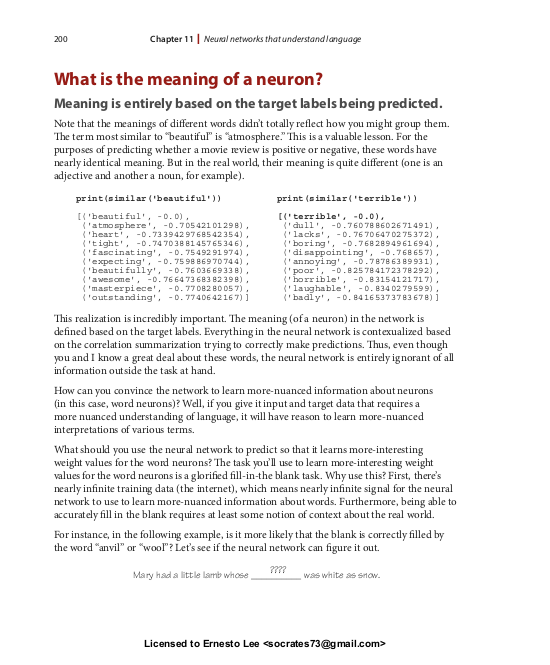 200
Chapter 11 | Neural networks that understand language
What is the meaning of a neuron?
Meaning is entirely based on the target labels being predicted.
Note that the meanings of different words didn't totally reflect how you might group them.
The term most similar to "beautiful" is "atmosphere." This is a valuable lesson. For the
purposes of predicting whether a movie review is positive or negative, these words have
nearly identical meaning. But in the real world, their meaning is quite different (one is an
adjective and another a noun, for example).
print(similar('beautiful'))
[('beautiful', -0.0),
('atmosphere', -0.70542101298),
('heart', -0.7339429768542354),
('tight', -0.7470388145765346),
('fascinating', -0.7549291974),
('expecting', -0.759886970744),
('beautifully', -0.7603669338),
('awesome', -0.76647368382398),
('masterpiece', -0.7708280057),
('outstanding', -0.7740642167)]
print(similar('terrible'))
[('terrible', -0.0),
('dull', -0.760788602671491),
('lacks', -0.76706470275372),
('boring', -0.7682894961694),
('disappointing', -0.768657),
('annoying', -0.78786389931),
('poor', -0.825784172378292),
('horrible', -0.83154121717),
('laughable', -0.8340279599),
('badly', -0.84165373783678)]
This realization is incredibly important. The meaning (of a neuron) in the network is
defined based on the target labels. Everything in the neural network is contextualized based
on the correlation summarization trying to correctly make predictions. Thus, even though
you and I know a great deal about these words, the neural network is entirely ignorant of all
information outside the task at hand.
How can you convince the network to learn more-nuanced information about neurons
(in this case, word neurons)? Well, if you give it input and target data that requires a
more nuanced understanding of language, it will have reason to learn more-nuanced
interpretations of various terms.
What should you use the neural network to predict so that it learns more-interesting
weight values for the word neurons? The task you'll use to learn more-interesting weight
values for the word neurons is a glorified fill-in-the blank task. Why use this? First, there's
nearly infinite training data (the internet), which means nearly infinite signal for the neural
network to use to learn more-nuanced information about words. Furthermore, being able to
accurately fill in the blank requires at least some notion of context about the real world.
For instance, in the following example, is it more likely that the blank is correctly filled by
the word "anvil" or "wool"? Let's see if the neural network can figure it out.
Mary had a little lamb whose ____????____ was white as snow.
Licensed to Ernesto Lee <socrates73@gmail.com>